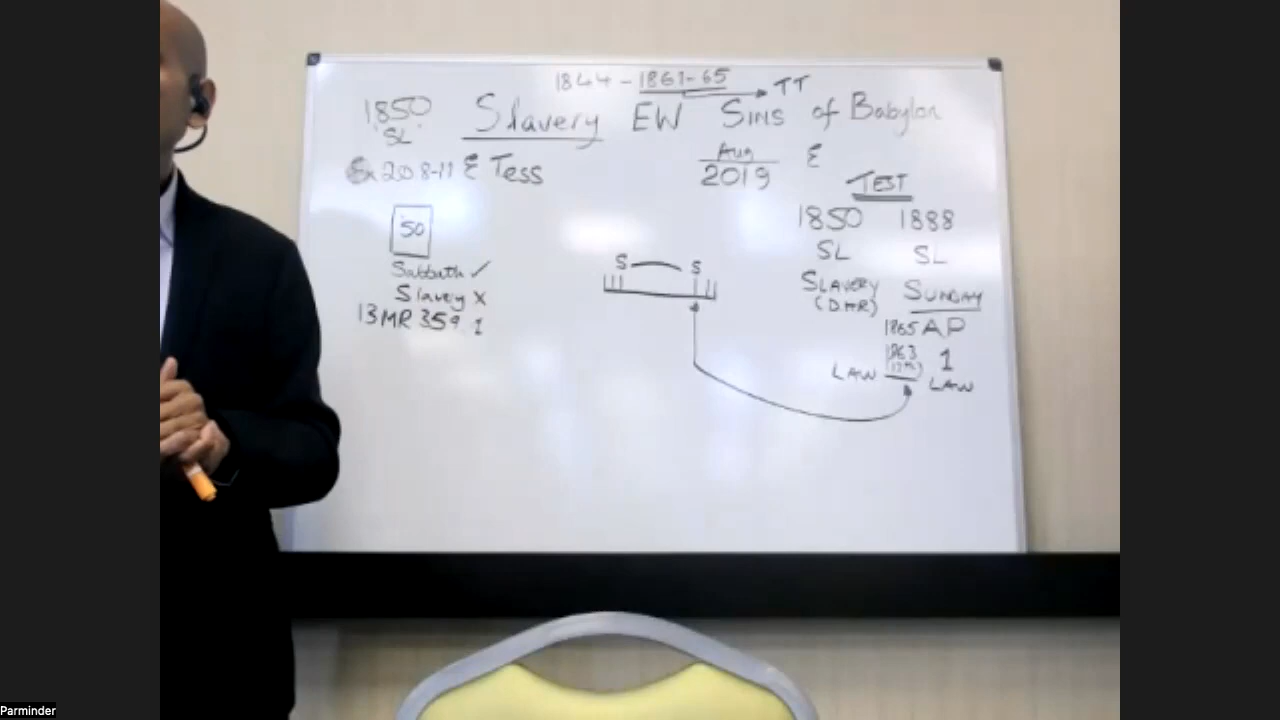 1844 - 1861-65 → TT
1850 Slavery EW Sins of Babylon
'SL'
Ex 20 8-11 & Tess
Aug
2019
E
TEST
1850 1888
SL SL
'50
Sabbath ✓
Slavery X
13MR 359.1
S S
SLAVERY SUNDAY
1865 AP
1863 1
LAW LAW
Parminder